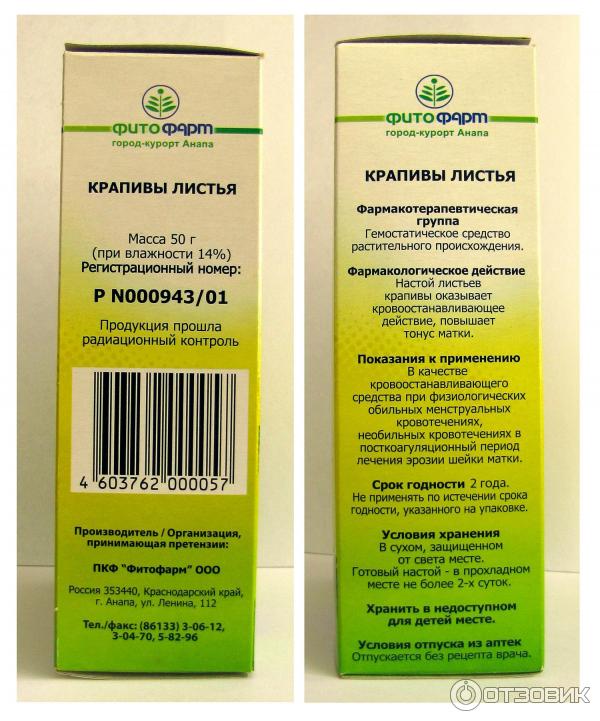 ФИТОФАРМ
город-курорт Анапа
КРАПИВЫ ЛИСТЬЯ
Масса 50 г
(при влажности 14%)
Регистрационный номер:
Р N000943/01
Продукция прошла
радиационный контроль
4 603762 000057
Производитель / Организация,
принимающая претензии:
ПКФ "Фитофарм" ООО
Россия 353440, Краснодарский край,
г. Анапа, ул. Ленина, 112
Тел./факс: (86133) 3-06-12,
3-04-70, 5-82-96
ФИТОФАРМ
город-курорт Анапа
КРАПИВЫ ЛИСТЬЯ
Фармакотерапевтическая
группа
Гемостатическое средство
растительного происхождения.
Фармакологическое действие
Настой листьев
крапивы оказывает
кровоостанавливающее
действие, повышает
тонус матки.
Показания к применению
В качестве
кровоостанавливающего
средства при физиологических
обильных менструальных
кровотечениях,
необильных кровотечениях в
посткоагуляционный период
лечения эрозии шейки матки.
Срок годности 2 года.
Не применять по истечении срока
годности, указанного на упаковке.
Условия хранения
В сухом, защищенном
от света месте.
Готовый настой - в прохладном
месте не более 2-х суток.
Хранить в недоступном
для детей месте.
Условия отпуска из аптек
Отпускается без рецепта врача.
ОТЗОВИК